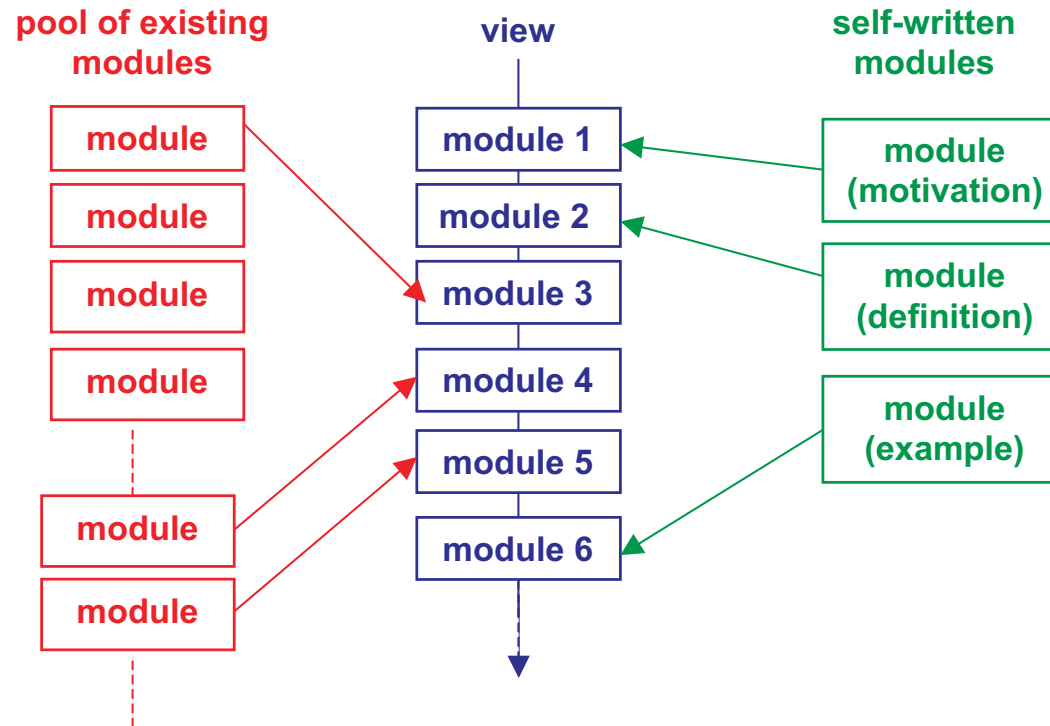 pool of existing
modules
module
module
module
module
module
module
view
module 1
module 2
module 3
module 4
module 5
module 6
self-written
modules
module
(motivation)
module
(definition)
module
(example)